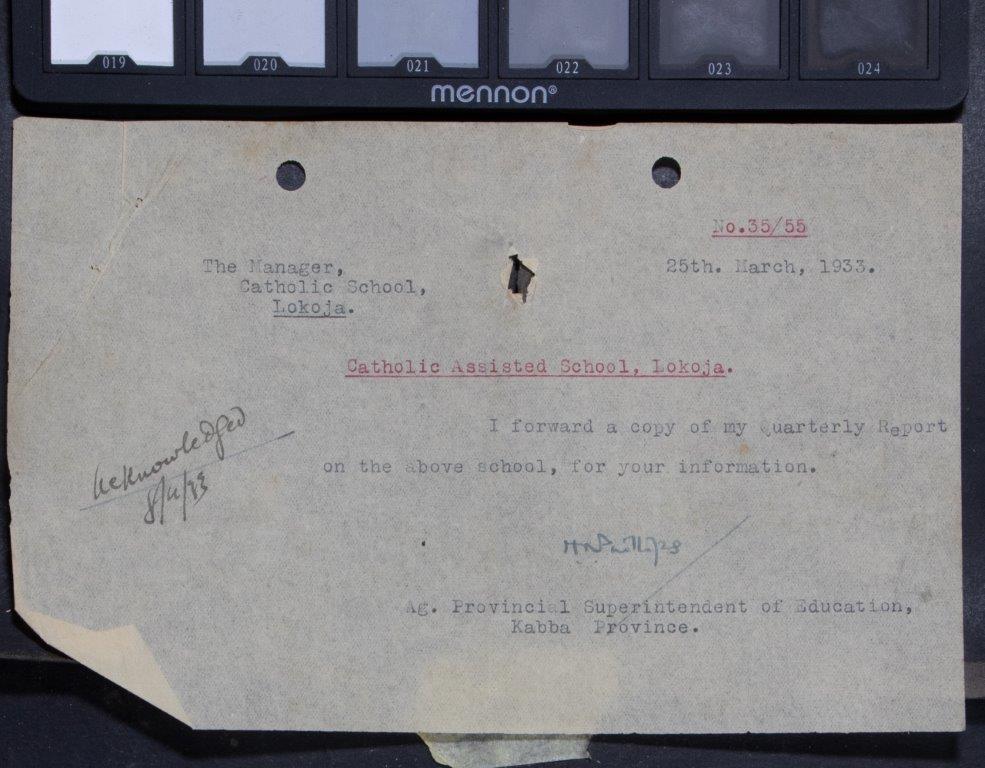 019 020 021 022 023 024
mennon®
No.35/55
The Manager,
25th. March, 1933.
Catholic School,
Lokoja.
Catholic Assisted School, Lokoja.
I forward a copy of my Quarterly Report
on the above school, for your information.
Acknowledged
8/4/33
Ag. Provincial Superintendent of Education,
Kabba Province.